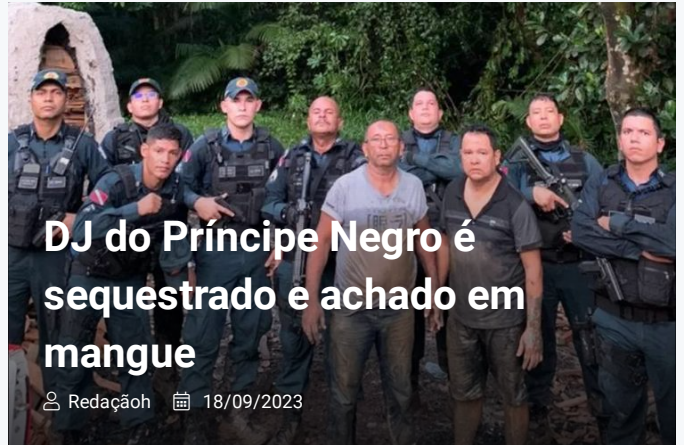 DJ do Príncipe Negro é
sequestrado e achado em
mangue
Redaçãoh 18/09/2023